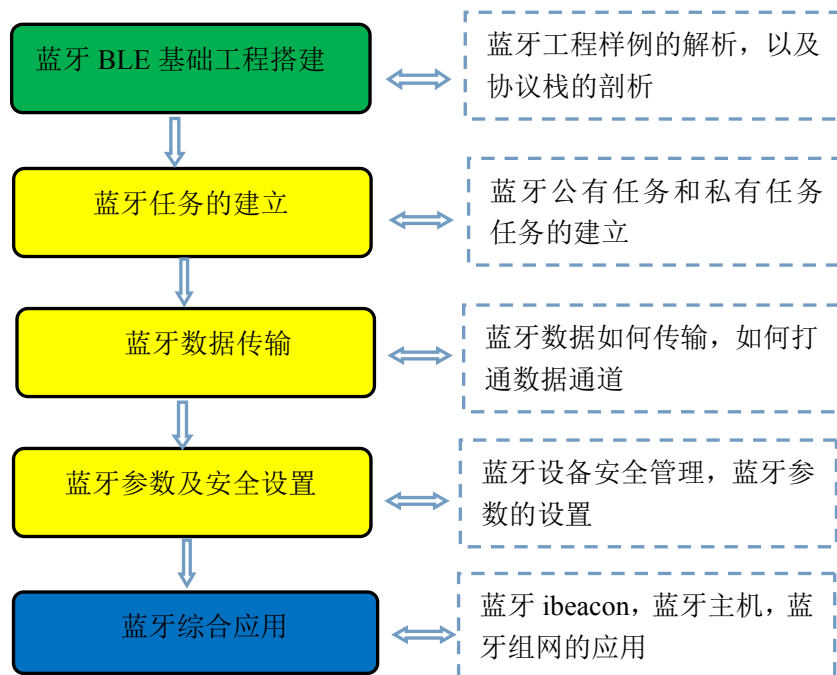 蓝牙 BLE 基础工程搭建
蓝牙工程样例的解析，以及
协议栈的剖析
蓝牙任务的建立
蓝牙公有任务和私有任务
任务的建立
蓝牙数据传输
蓝牙数据如何传输，如何打
通数据通道
蓝牙参数及安全设置
蓝牙设备安全管理，蓝牙参
数的设置
蓝牙综合应用
蓝牙 ibeacon，蓝牙主机，蓝
牙组网的应用